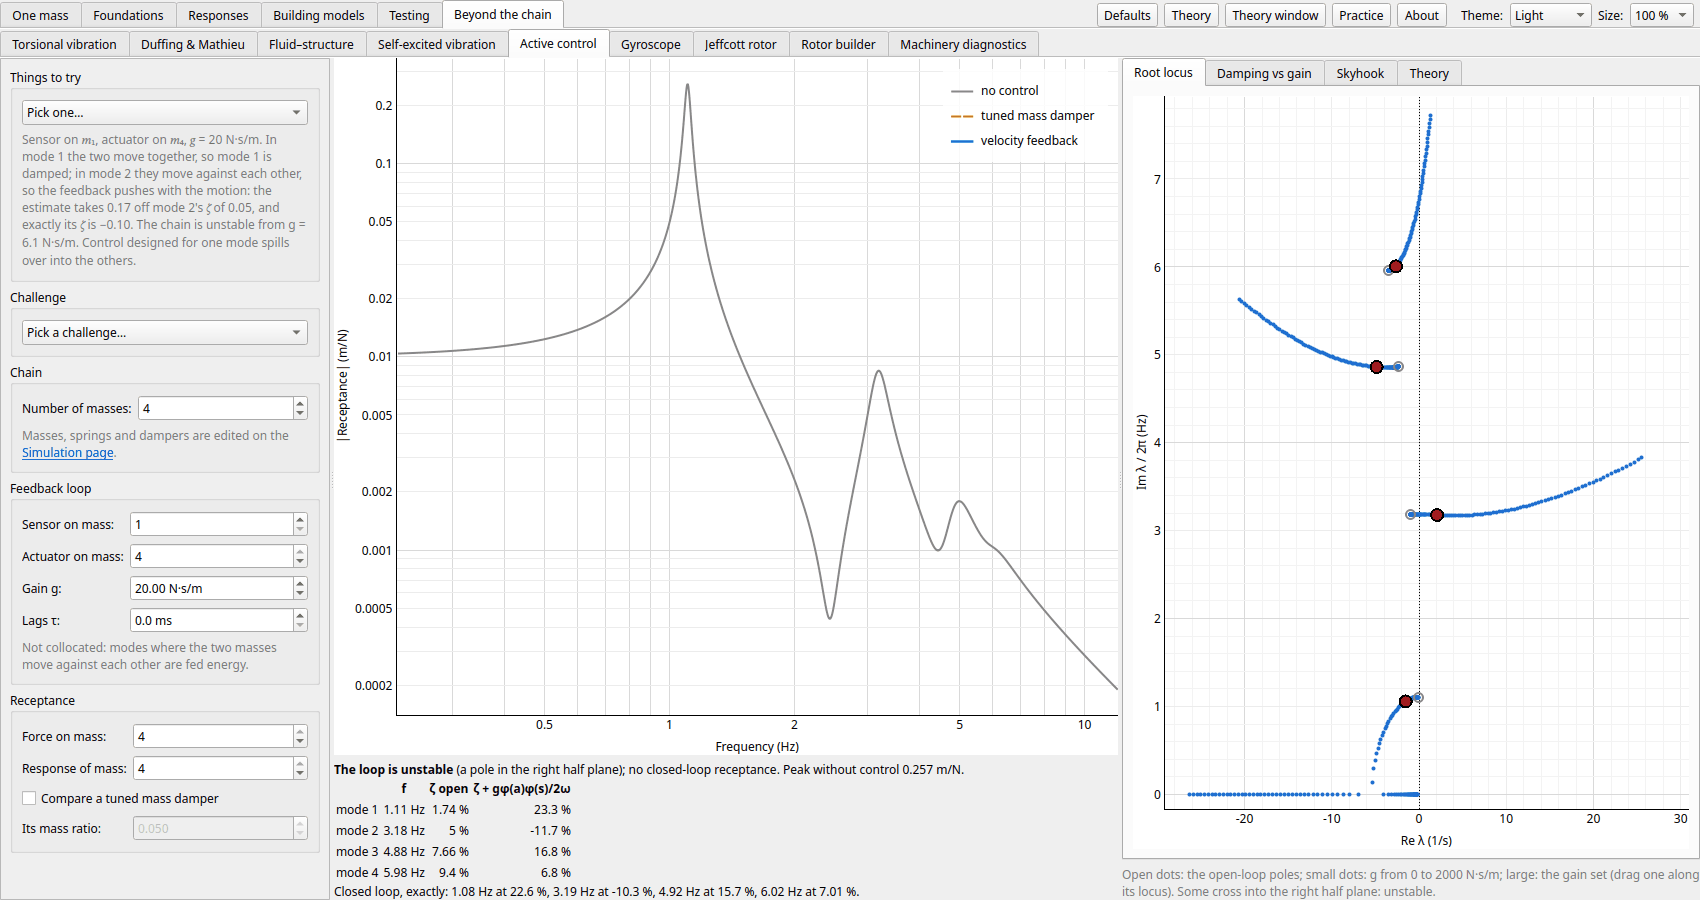 One mass Foundations Responses Building models Testing Beyond the chain Defaults Theory Theory window Practice About Theme: Light Size: 100 %
Torsional vibration Duffing & Mathieu Fluid–structure Self-excited vibration Active control Gyroscope Jeffcott rotor Rotor builder Machinery diagnostics
Things to try
Pick one...
Sensor on m₁, actuator on m₄, g = 20 N·s/m. In
mode 1 the two move together, so mode 1 is
damped; in mode 2 they move against each other,
so the feedback pushes with the motion: the
estimate takes 0.17 off mode 2's ζ of 0.05, and
exactly its ζ is −0.10. The chain is unstable from g =
6.1 N·s/m. Control designed for one mode spills
over into the others.
Challenge
Pick a challenge...
Chain
Number of masses: 4
Masses, springs and dampers are edited on the
Simulation page.
Feedback loop
Sensor on mass: 1
Actuator on mass: 4
Gain g: 20.00 N·s/m
Lags τ: 0.0 ms
Not collocated: modes where the two masses
move against each other are fed energy.
Receptance
Force on mass: 4
Response of mass: 4
Compare a tuned mass damper
Its mass ratio: 0.050
|Receptance| (m/N)
0.2
0.1
0.05
0.02
0.01
0.005
0.002
0.001
0.0005
0.0002
no control
tuned mass damper
velocity feedback
0.5 1 2 5 10
Frequency (Hz)
The loop is unstable (a pole in the right half plane); no closed-loop receptance. Peak without control 0.257 m/N.
f ζ open ζ + gφ(a)φ(s)/2ω
mode 1 1.11 Hz 1.74 % 23.3 %
mode 2 3.18 Hz 5 % -11.7 %
mode 3 4.88 Hz 7.66 % 16.8 %
mode 4 5.98 Hz 9.4 % 6.8 %
Closed loop, exactly: 1.08 Hz at 22.6 %, 3.19 Hz at -10.3 %, 4.92 Hz at 15.7 %, 6.02 Hz at 7.01 %.
Root locus Damping vs gain Skyhook Theory
Im λ / 2π (Hz)
7
6
5
4
3
2
1
0
-20 -10 0 10 20 30
Re λ (1/s)
Open dots: the open-loop poles; small dots: g from 0 to 2000 N·s/m; large: the gain set (drag one along
its locus). Some cross into the right half plane: unstable.